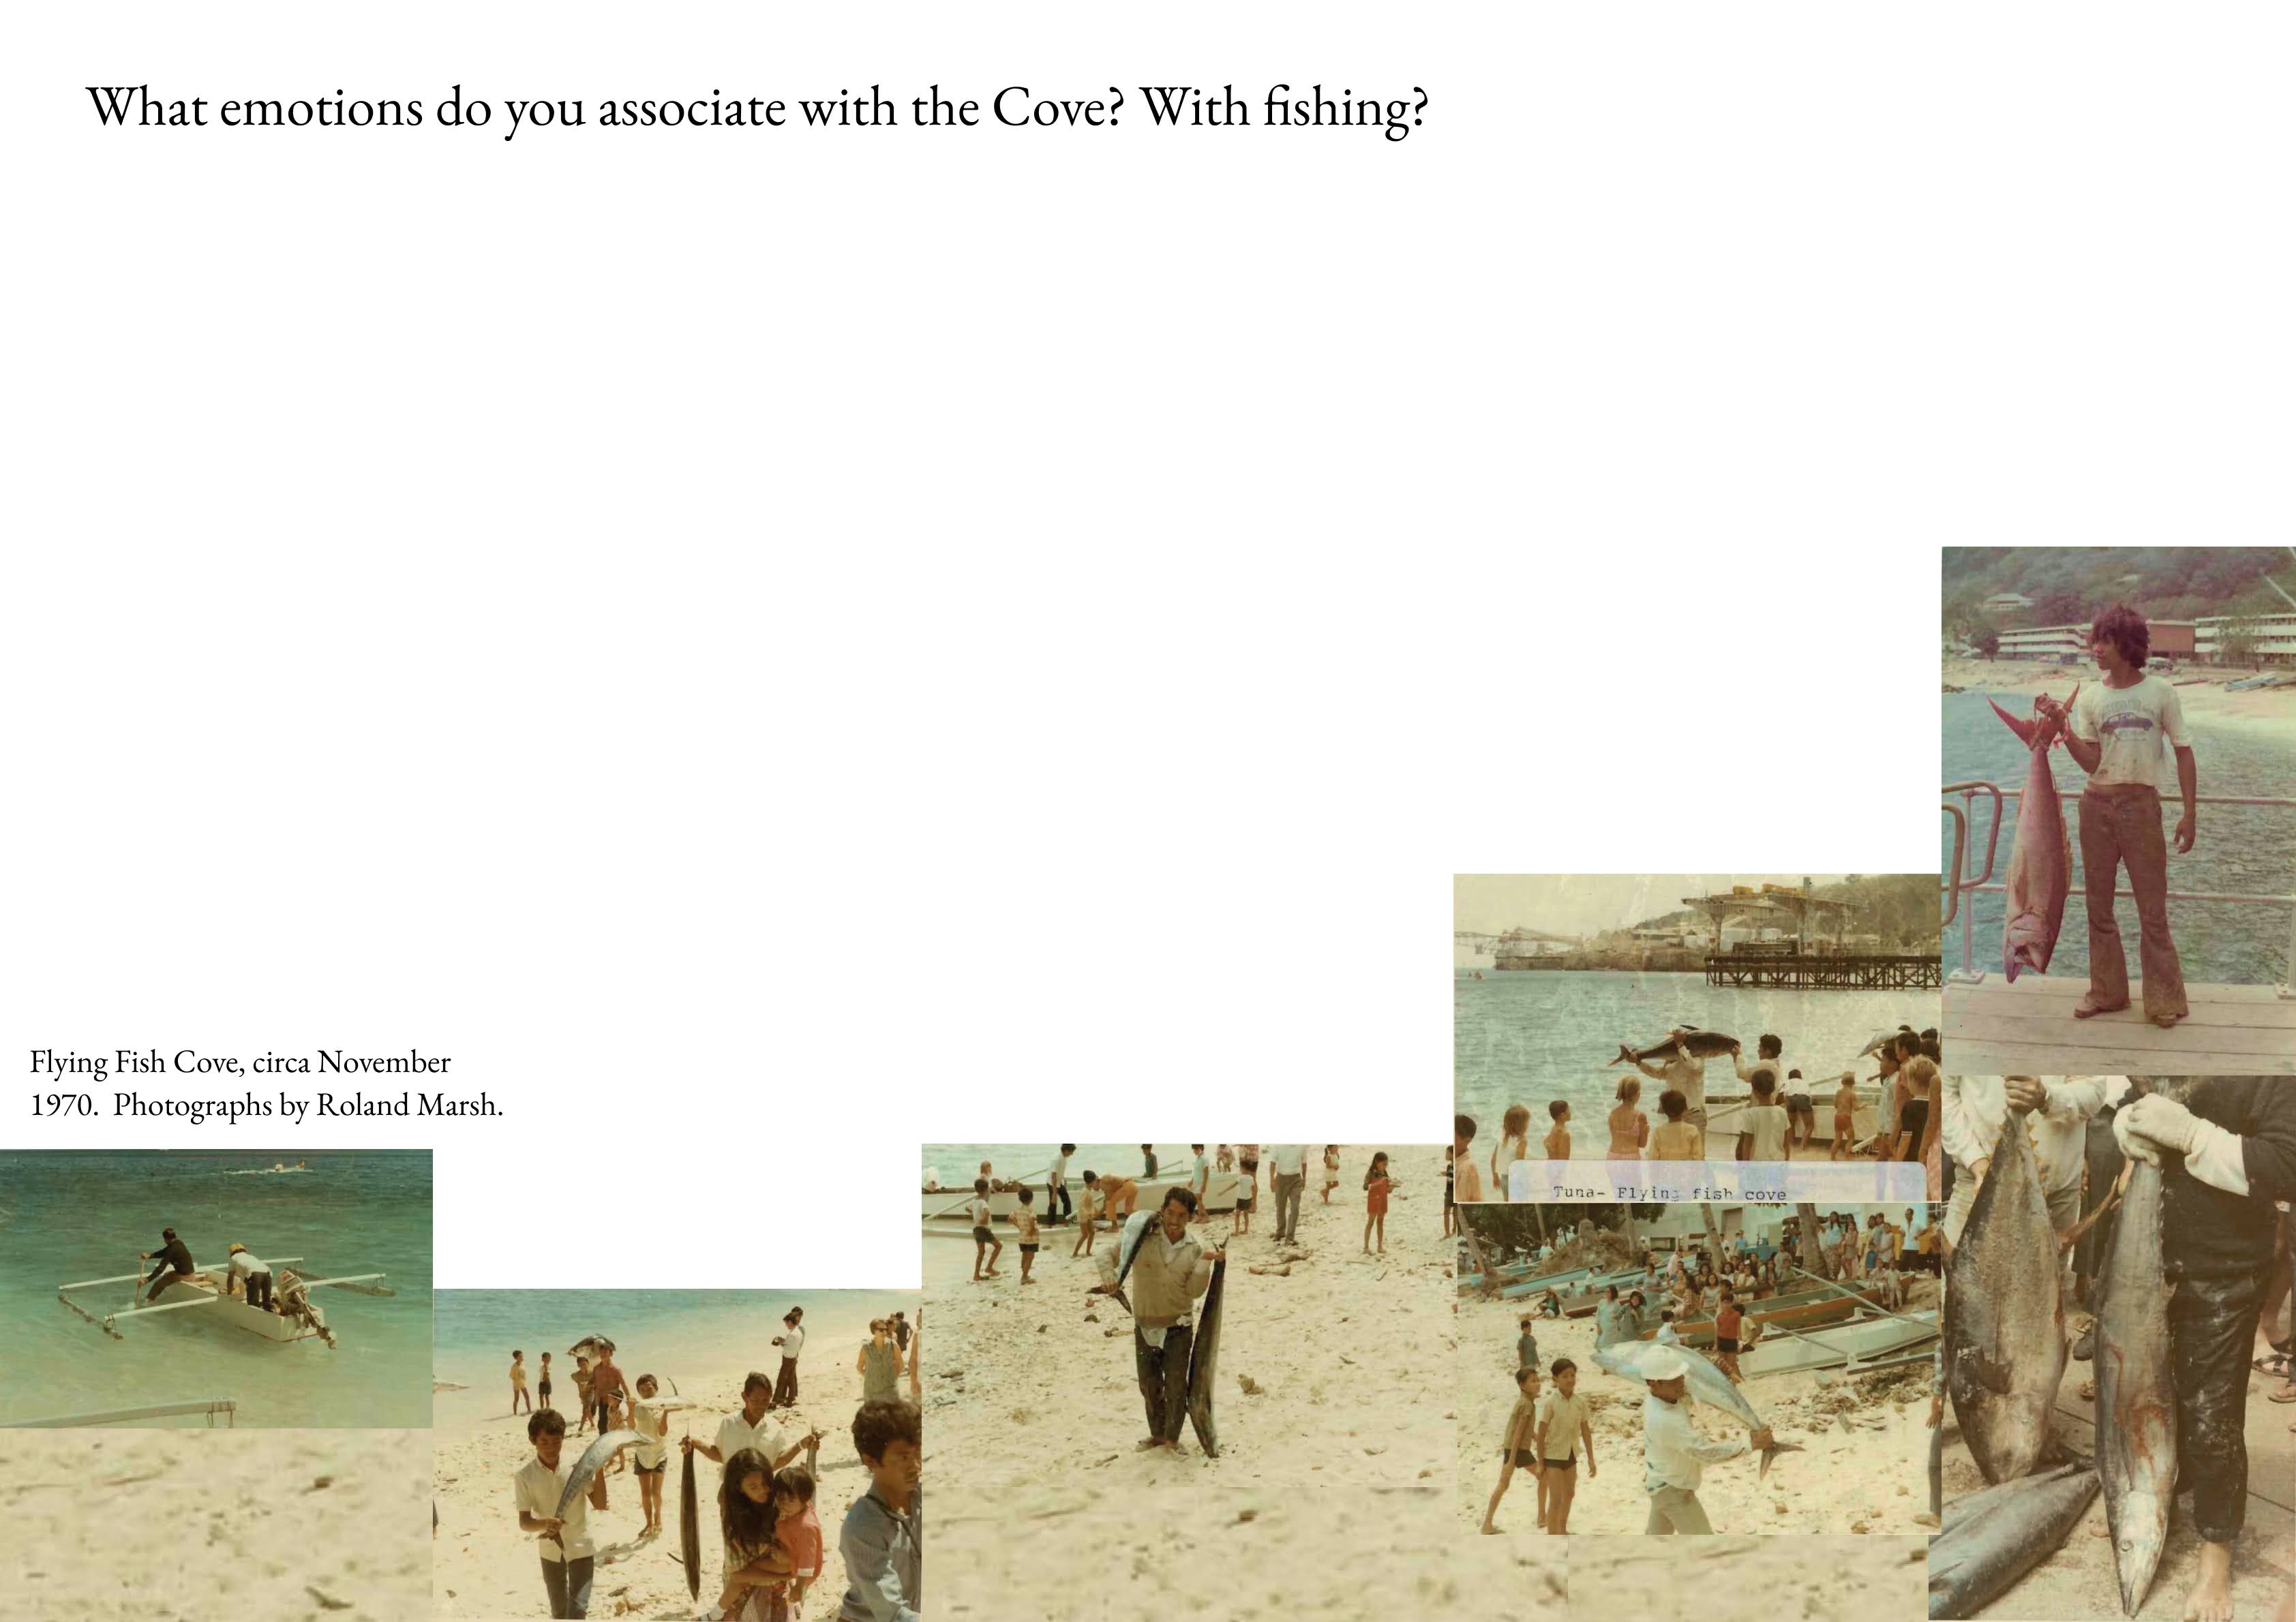 What emotions do you associate with the Cove? With fishing?
Flying Fish Cove, circa November
1970. Photographs by Roland Marsh.
Tuna- Flying fish cove